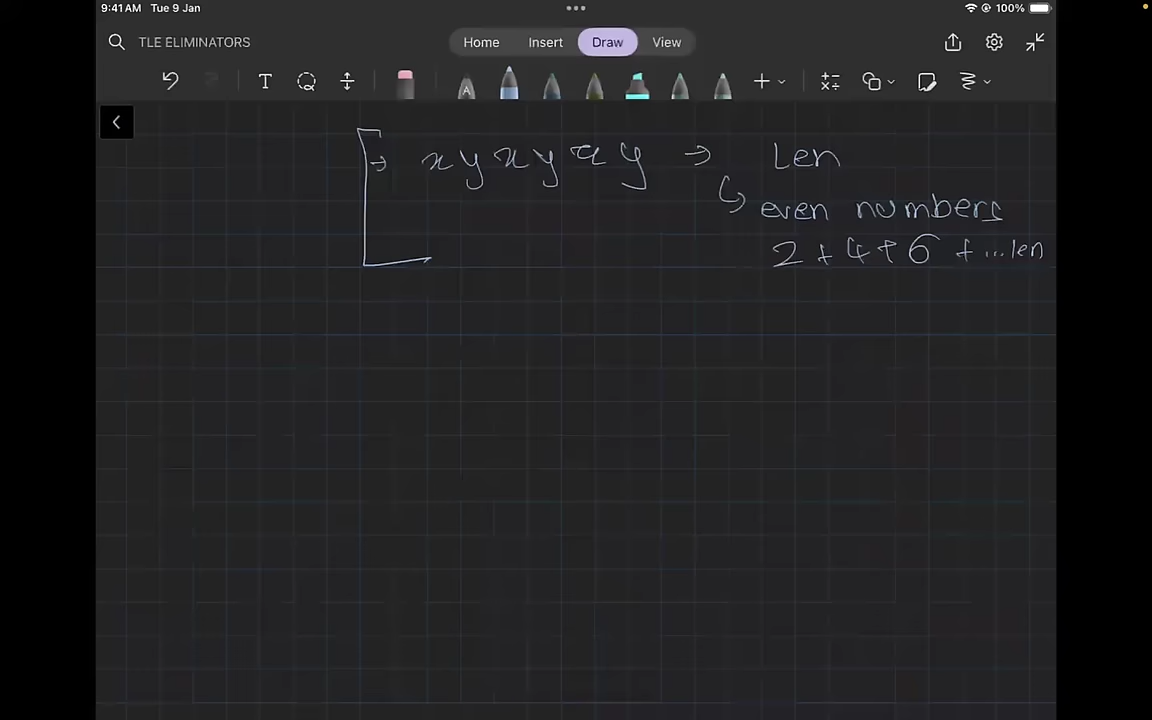 9:41 AM Tue 9 Jan 100%
TLE ELIMINATORS Home Insert Draw View
T A
→ x y x y x y → Len
↳ even numbers
2 + 4 + 6 + ... len